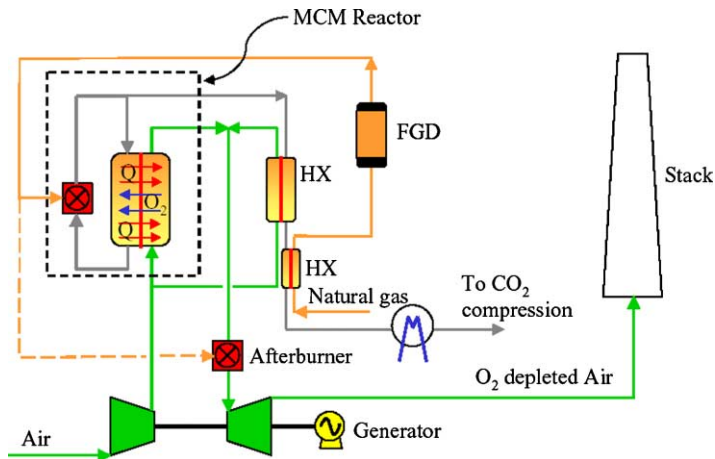 MCM Reactor
FGD
HX
Stack
Q
O2
Q
HX
Natural gas
To CO2
compression
Afterburner
O2 depleted Air
Generator
Air